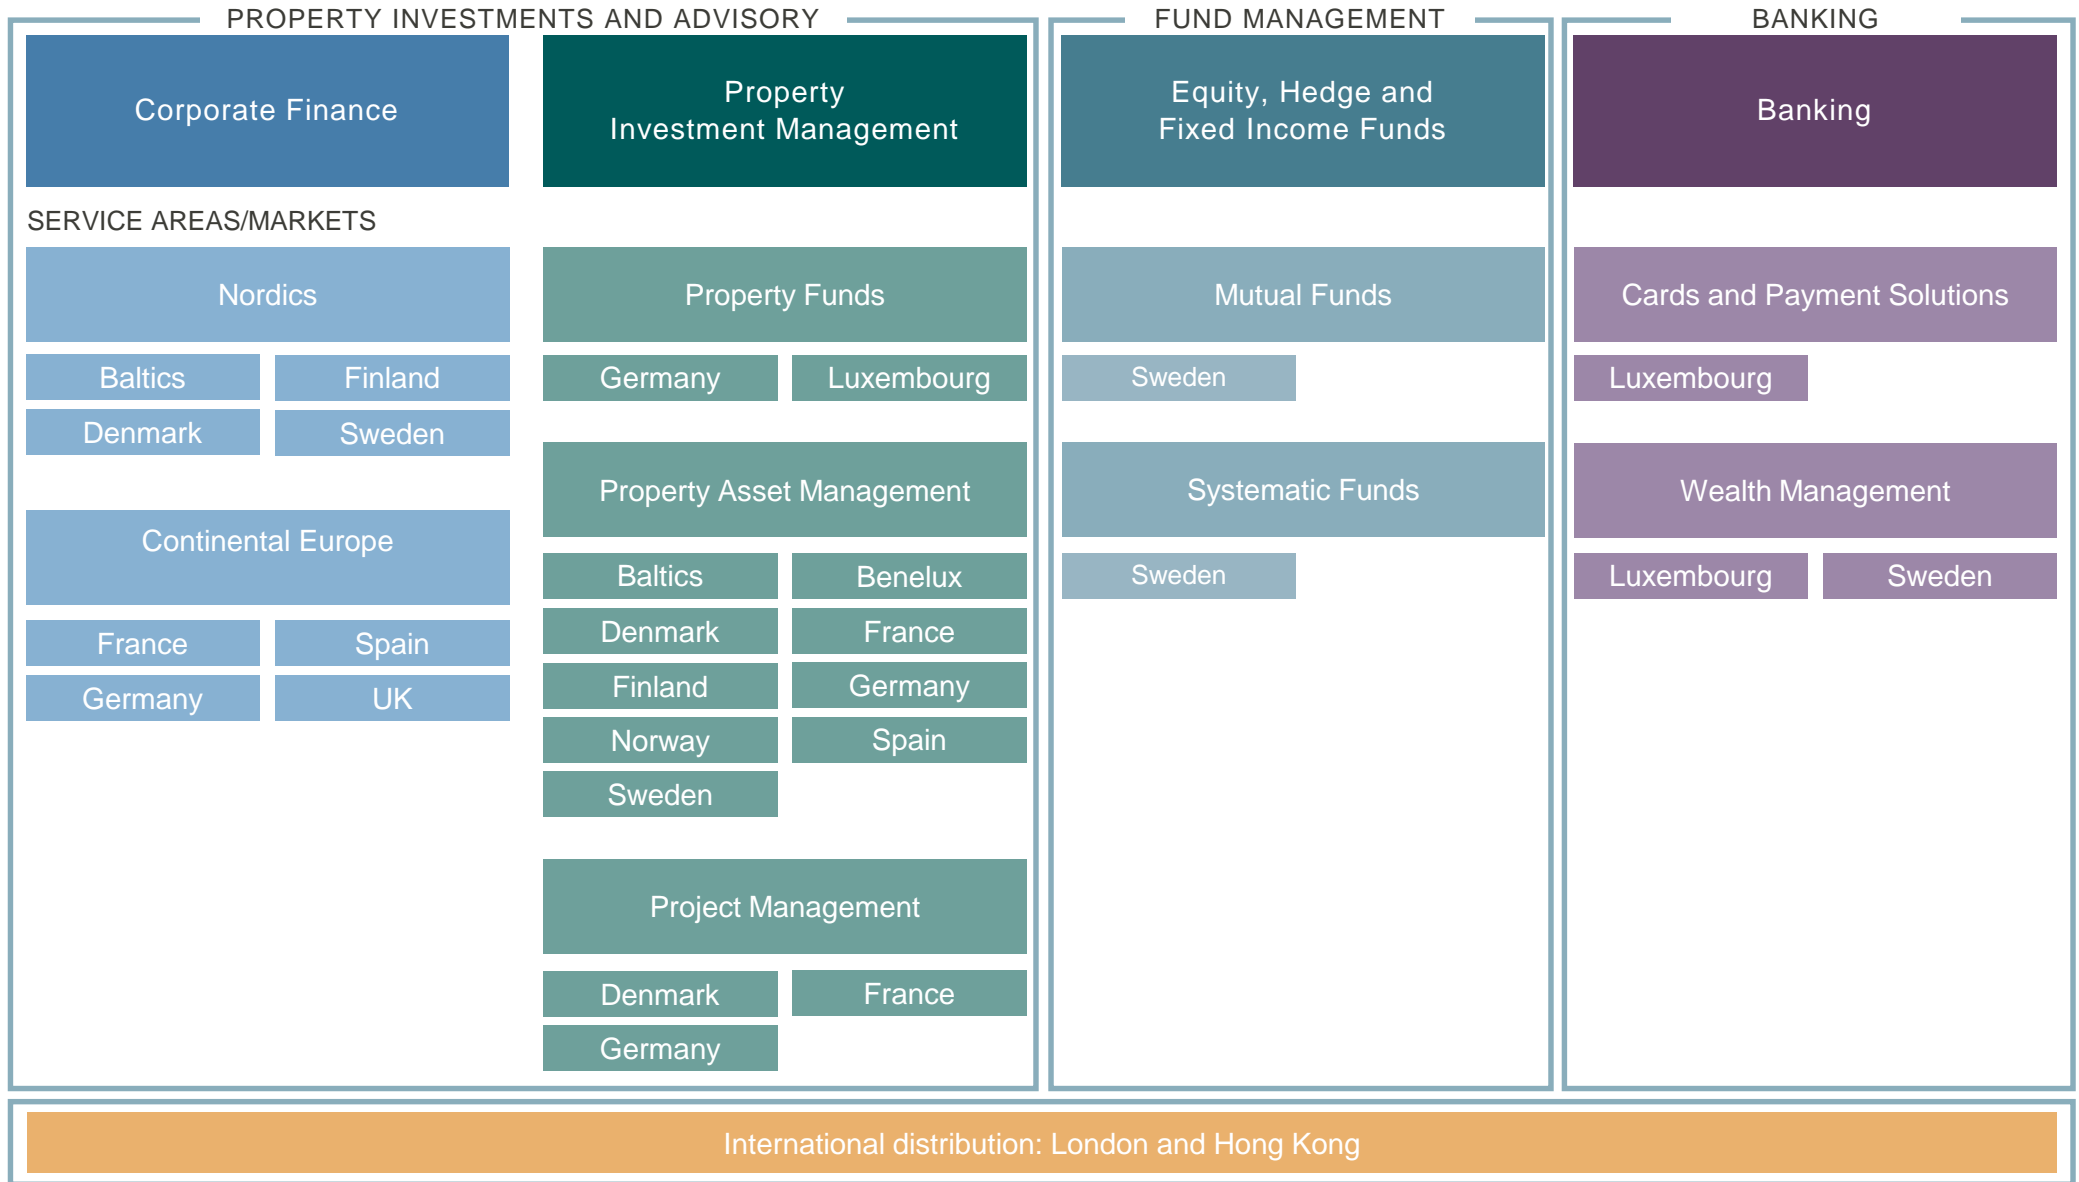 PROPERTY INVESTMENTS AND ADVISORY
Corporate Finance
Property
Investment Management
SERVICE AREAS/MARKETS
Nordics
Baltics
Finland
Denmark
Sweden
Continental Europe
France
Spain
Germany
UK
Property Funds
Germany
Luxembourg
Property Asset Management
Baltics
Benelux
Denmark
France
Finland
Germany
Norway
Spain
Sweden
Project Management
Denmark
France
Germany
FUND MANAGEMENT
Equity, Hedge and
Fixed Income Funds
Mutual Funds
Sweden
Systematic Funds
Sweden
BANKING
Banking
Cards and Payment Solutions
Luxembourg
Wealth Management
Luxembourg
Sweden
International distribution: London and Hong Kong